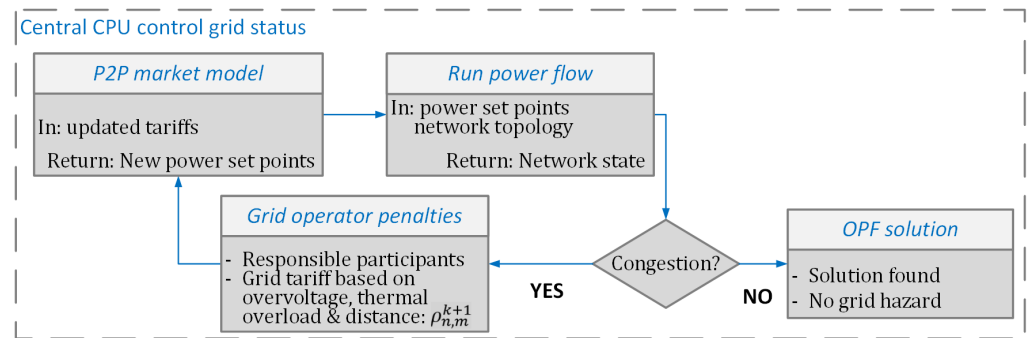 Central CPU control grid status
P2P market model
In: updated tariffs
Return: New power set points
Run power flow
In: power set points
network topology
Return: Network state
Grid operator penalties
- Responsible participants
- Grid tariff based on
overvoltage, thermal
overload & distance: ρₙ,ₘᵏ⁺¹
Congestion?
YES
NO
OPF solution
- Solution found
- No grid hazard